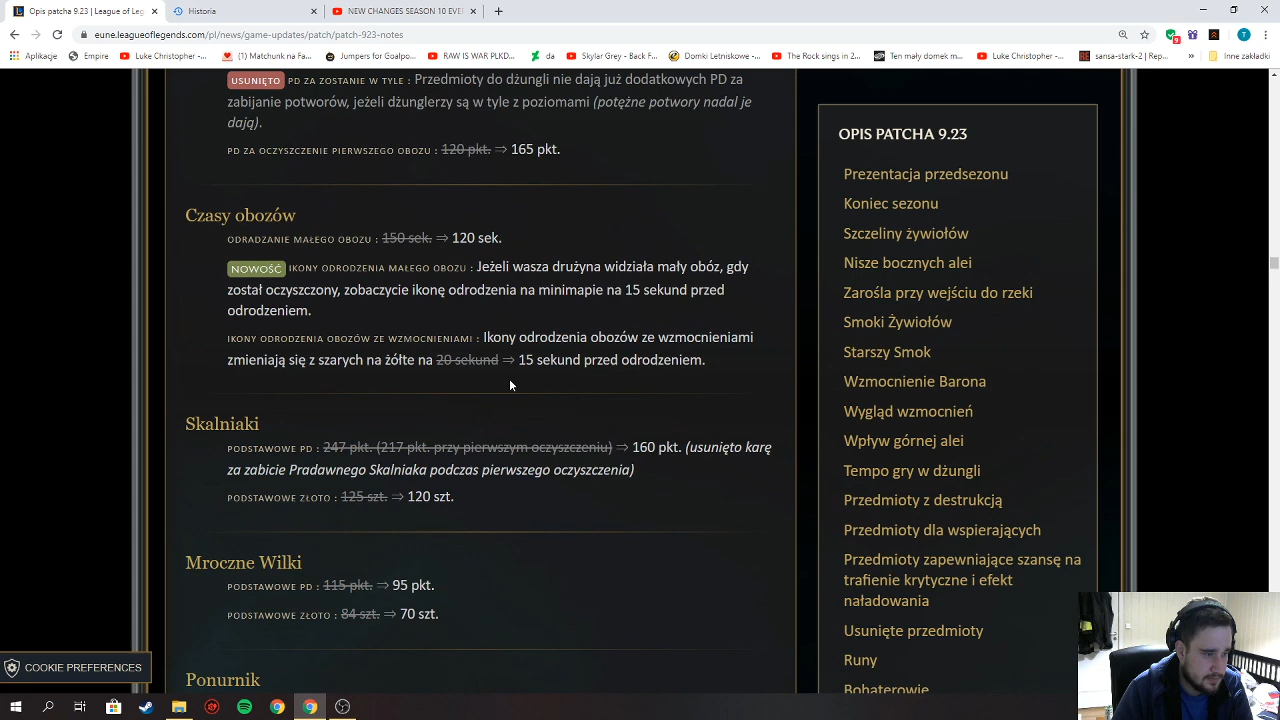 Opis patcha 9.23 | League of Leg
Historia
NEW CHANGES SEASON 10 EVE
eune.leagueoflegends.com/pl/news/game-updates/patch/patch-923-notes
9
T
Aplikacje
Empire
Luke Christopher -...
(1) Matchunk na Fa...
Jumpers for Goalpo...
RAW IS WAR PLKD...
da
Skylar Grey - Back F...
Domki Letniskowe -...
The Rock sings in 2...
Ten mały domek m...
Luke Christopher -...
sansa-stark-2 | Osi...
»
Inne zakładki
USUNIĘTO PD ZA ZOSTANIE W TYLE : Przedmioty do dżungli nie dają już dodatkowych PD za
zabijanie potworów, jeżeli dżunglerzy są w tyle z poziomami (potężne potwory nadal je
dają).
PD ZA OCZYSZCZENIE PIERWSZEGO OBOZU : 120 pkt. ⇒ 165 pkt.
Czasy obozów
ODRADZANIE MAŁEGO OBOZU : 150 sek. ⇒ 120 sek.
NOWOŚĆ IKONY ODRODZENIA MAŁEGO OBOZU : Jeżeli wasza drużyna widziała mały obóz, gdy
został oczyszczony, zobaczycie ikonę odrodzenia na minimapie na 15 sekund przed
odrodzeniem.
IKONY ODRODZENIA OBOZÓW ZE WZMOCNIENIAMI : Ikony odrodzenia obozów ze wzmocnieniami
zmieniają się z szarych na żółte na 20 sekund ⇒ 15 sekund przed odrodzeniem.
Skalniaki
PODSTAWOWE PD : 247 pkt. (217 pkt. przy pierwszym oczyszczeniu) ⇒ 160 pkt. (usunięto karę
za zabicie Pradawnego Skalniaka podczas pierwszego oczyszczenia)
PODSTAWOWE ZŁOTO : 125 szt. ⇒ 120 szt.
Mroczne Wilki
PODSTAWOWE PD : 115 pkt. ⇒ 95 pkt.
PODSTAWOWE ZŁOTO : 84 szt. ⇒ 70 szt.
Ponurnik
OPIS PATCHA 9.23
Prezentacja przedsezonu
Koniec sezonu
Szczeliny żywiołów
Nisze bocznych alei
Zarośla przy wejściu do rzeki
Smoki Żywiołów
Starszy Smok
Wzmocnienie Barona
Wygląd wzmocnień
Wpływ górnej alei
Tempo gry w dżungli
Przedmioty z destrukcją
Przedmioty dla wspierających
Przedmioty zapewniające szansę na
trafienie krytyczne i efekt
naładowania
Usunięte przedmioty
Runy
Bohaterowie
COOKIE PREFERENCES